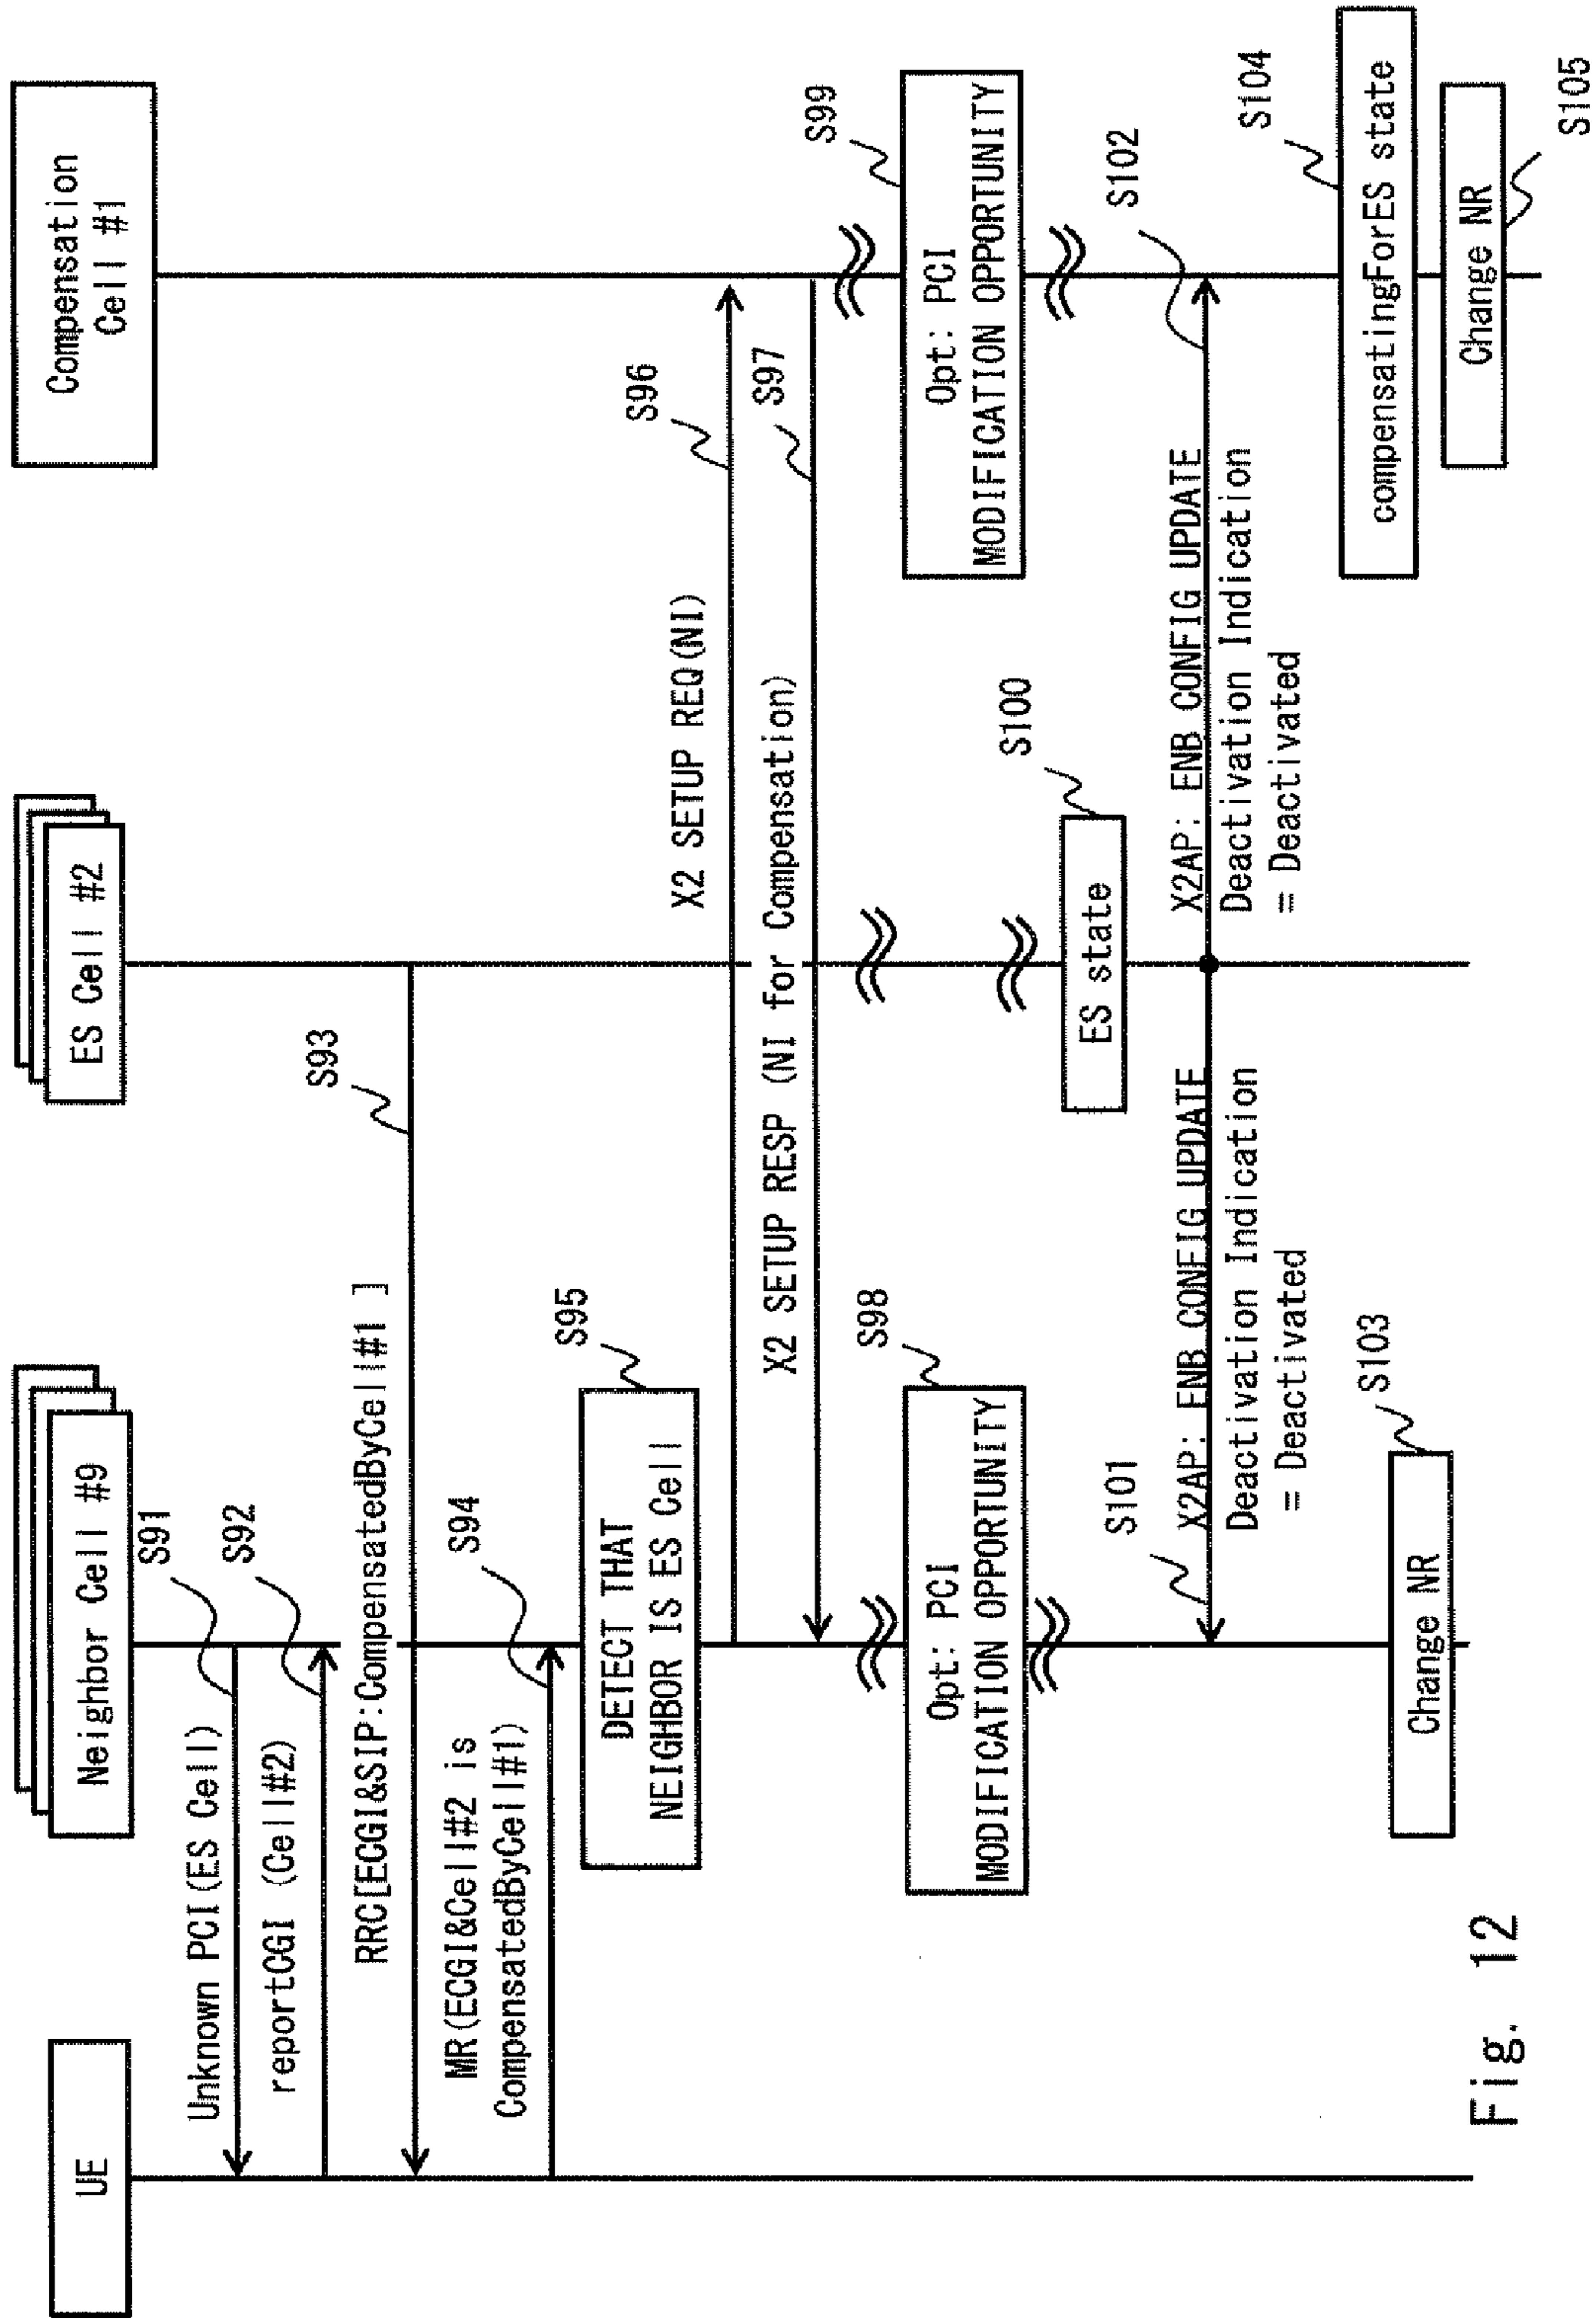 UE
Neighbor Cell #9
ES Cell #2
Compensation
Cell #1
S91
Unknown PCI(ES Cell)
S92
reportCGI (Cell#2)
S93
RRC[ECGI&SIP:CompensatedByCell#1 ]
S94
MR(ECGI&Cell#2 is
CompensatedByCell#1)
S95
DETECT THAT
NEIGHBOR IS ES Cell
S96
X2 SETUP REQ(NI)
S97
X2 SETUP RESP (NI for Compensation)
S98
Opt: PCI
MODIFICATION OPPORTUNITY
S99
Opt: PCI
MODIFICATION OPPORTUNITY
S100
ES state
S101
X2AP: ENB CONFIG UPDATE
Deactivation Indication
= Deactivated
S102
X2AP: ENB CONFIG UPDATE
Deactivation Indication
= Deactivated
S103
Change NR
S104
compensatingForES state
Change NR
S105
Fig. 12